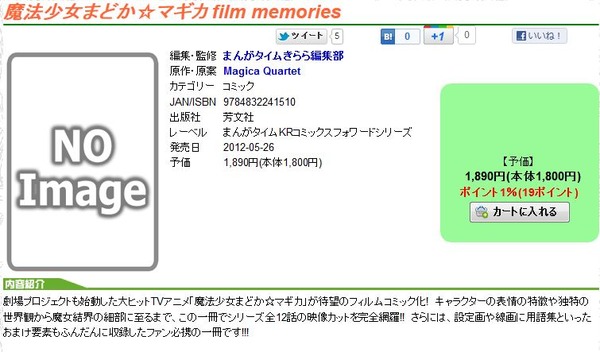 魔法少女まどか☆マギカfilm memories
ツイート 5 B! 0 +1 0 いいね！
NO
Image
編集・監修 まんがタイムきらら編集部
原作・原案 Magica Quartet
カテゴリー コミック
JAN/ISBN 9784832241510
出版社 芳文社
レーベル まんがタイムKRコミックスフォワードシリーズ
発売日 2012-05-26
予価 1,890円(本体1,800円)
【予価】
1,890円(本体1,800円)
ポイント1%(19ポイント)
カートに入れる
内容紹介
劇場プロジェクトも始動した大ヒットTVアニメ「魔法少女まどか☆マギカ」が待望のフィルムコミック化! キャラクターの表情の特徴や独特の
世界観から魔女結界の細部に至るまで、この一冊でシリーズ全12話の映像カットを完全網羅!! さらには、設定画や線画に用語集といった
おまけ要素もふんだんに収録したファン必携の一冊です!!!